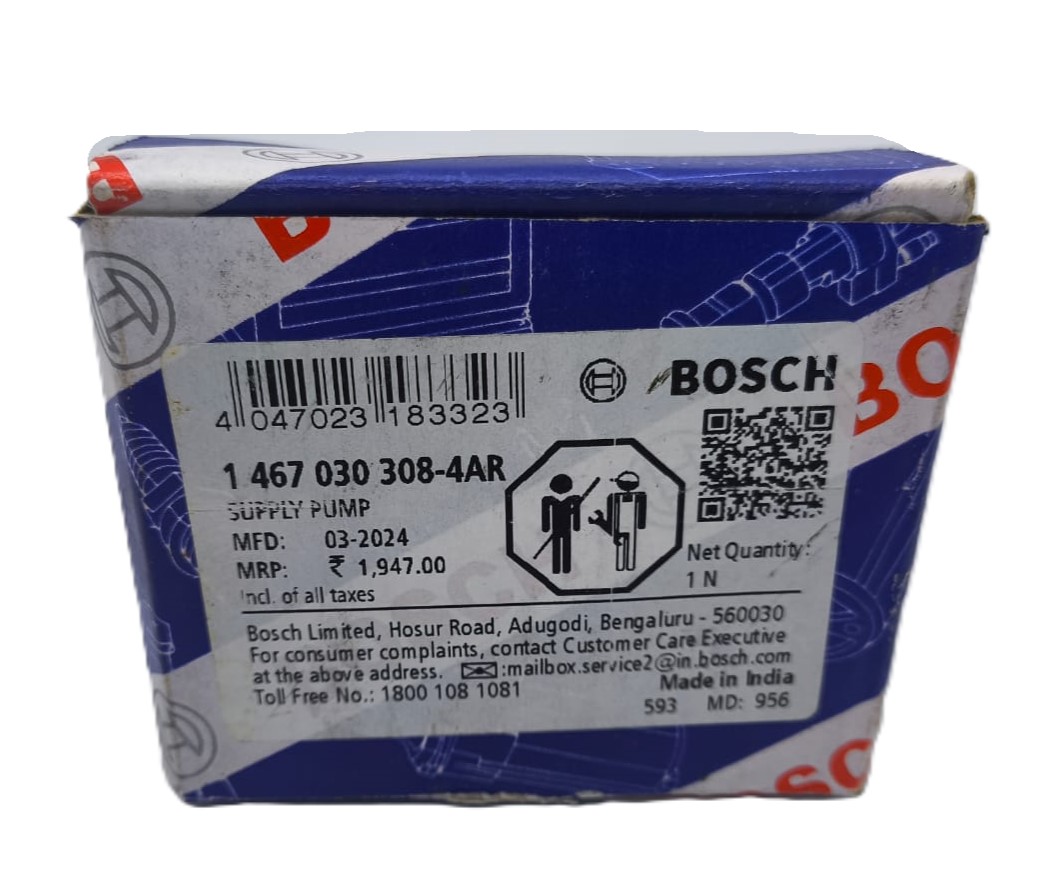 B
BO
4 047023 183323
BOSCH
1 467 030 308-4AR
SUPPLY PUMP
MFD: 03-2024
MRP: ₹ 1,947.00
Incl. of all taxes
Net Quantity:
1 N
Bosch Limited, Hosur Road, Adugodi, Bengaluru - 560030
For consumer complaints, contact Customer Care Executive
at the above address. :mailbox.service2@in.bosch.com
Toll Free No.: 1800 108 1081
Made in India
593 MD: 956
SC